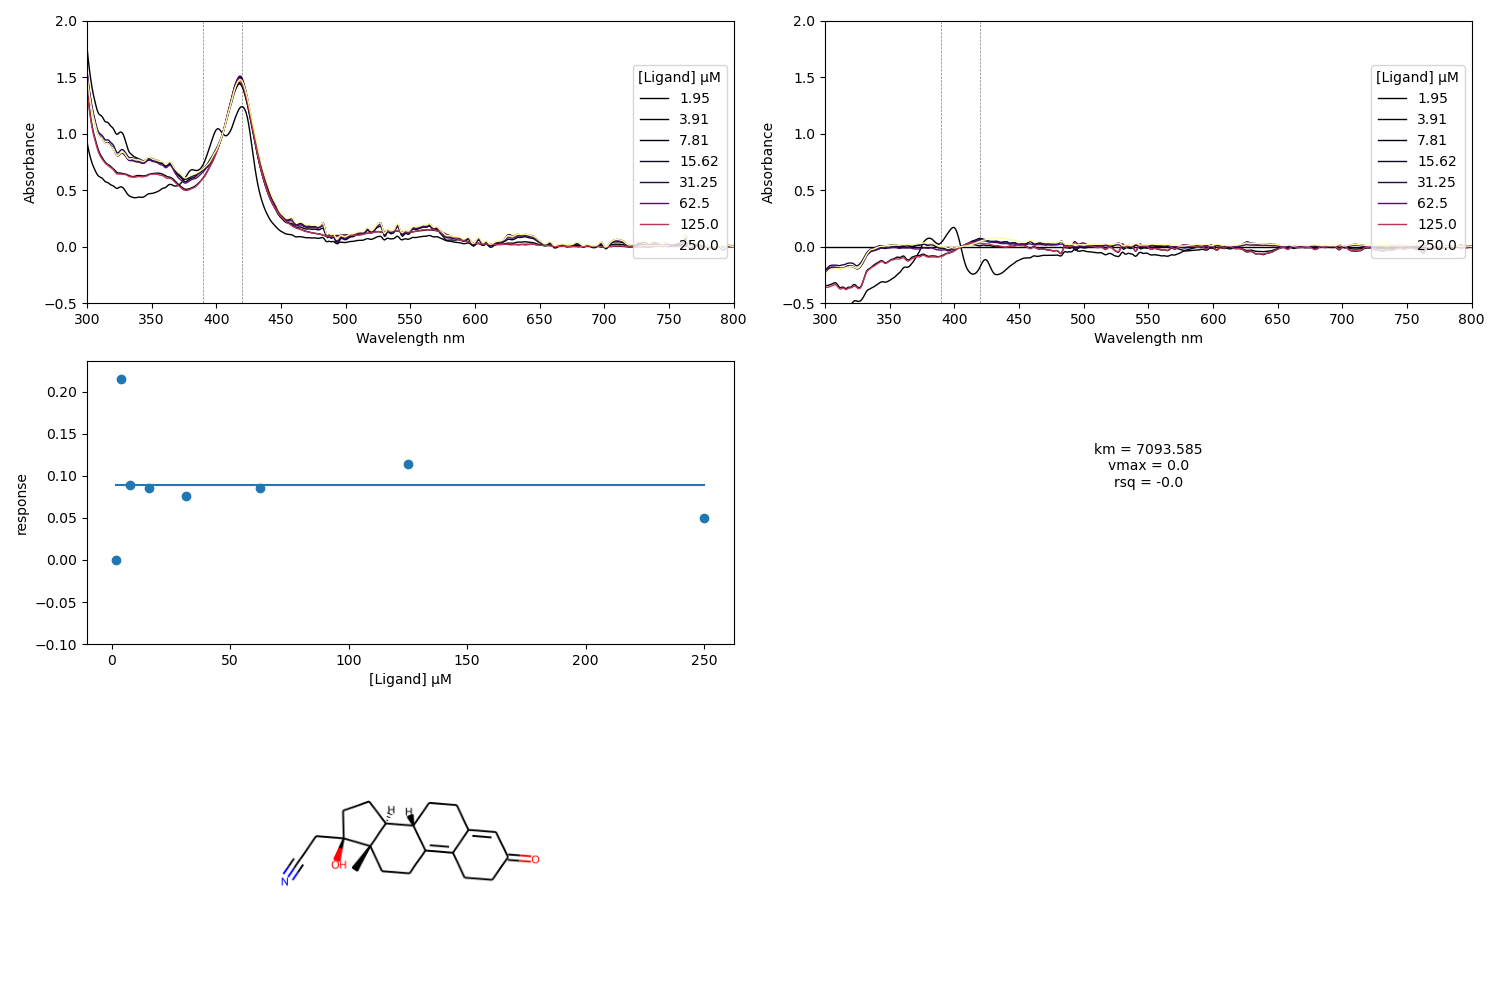 2.0
1.5
1.0
0.5
0.0
−0.5
Absorbance
300 350 400 450 500 550 600 650 700 750 800
Wavelength nm
[Ligand] µM
1.95
3.91
7.81
15.62
31.25
62.5
125.0
250.0
2.0
1.5
1.0
0.5
0.0
−0.5
Absorbance
300 350 400 450 500 550 600 650 700 750 800
Wavelength nm
[Ligand] µM
1.95
3.91
7.81
15.62
31.25
62.5
125.0
250.0
0.20
0.15
0.10
0.05
0.00
−0.05
−0.10
response
0 50 100 150 200 250
[Ligand] µM
km = 7093.585
vmax = 0.0
rsq = -0.0
H H
OH
O
N